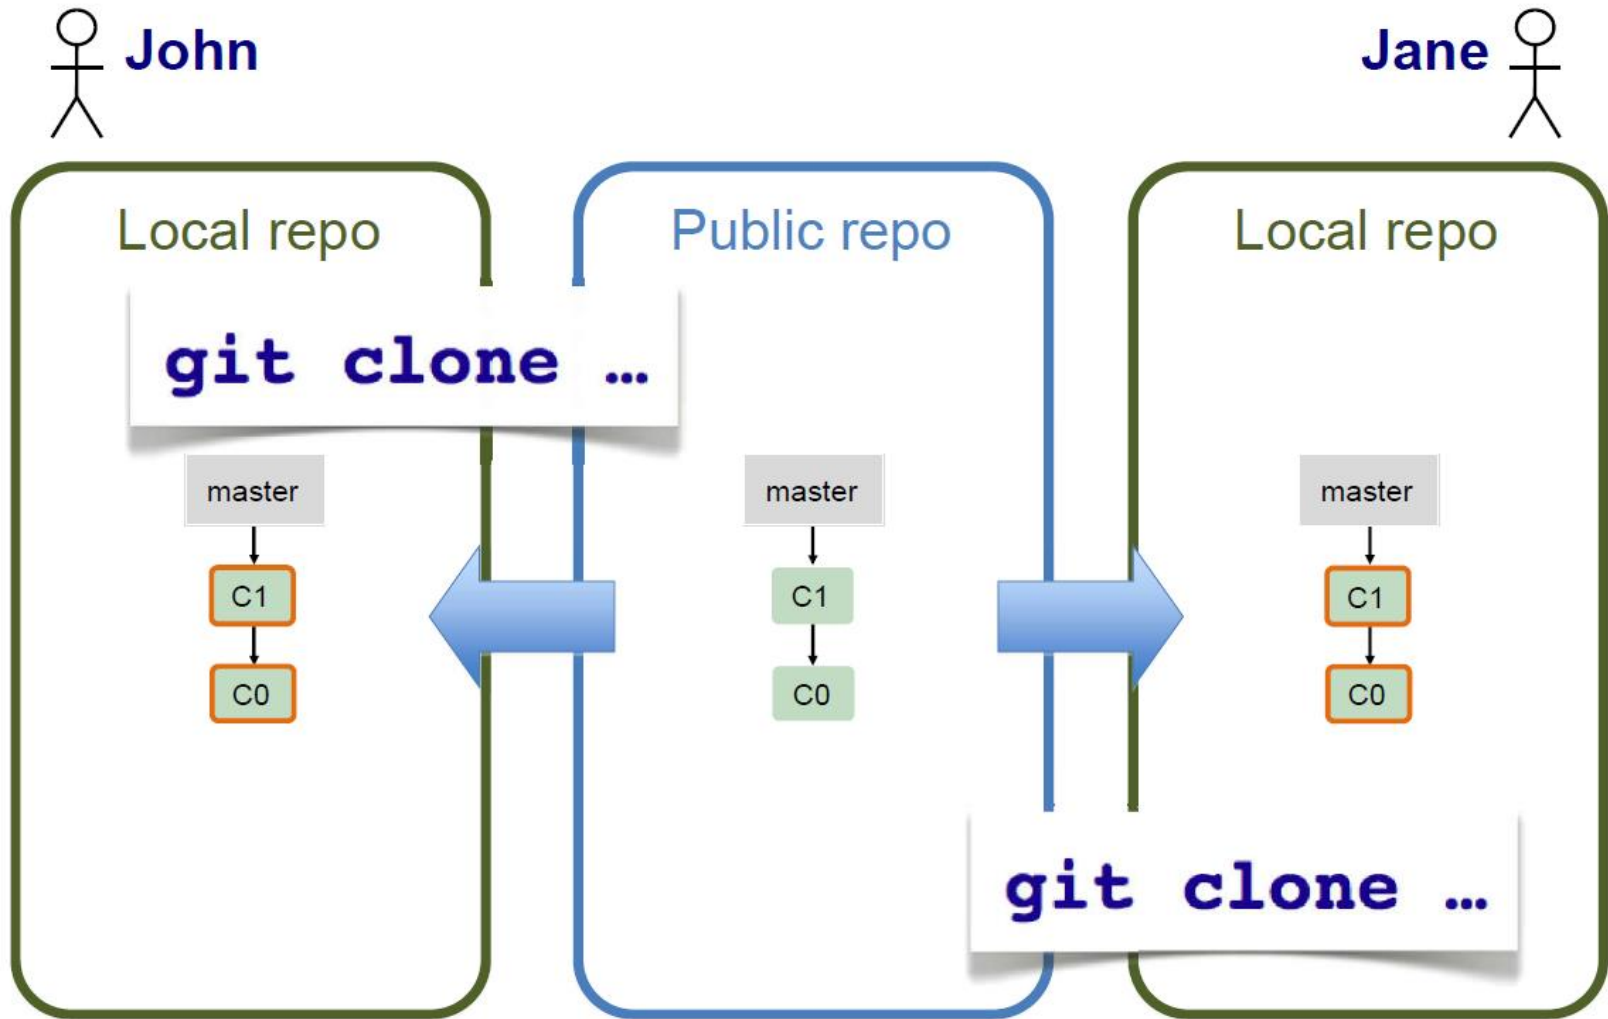 John
Jane
Local repo
Public repo
Local repo
git clone …
master
master
master
C1
C1
C1
C0
C0
C0
git clone …